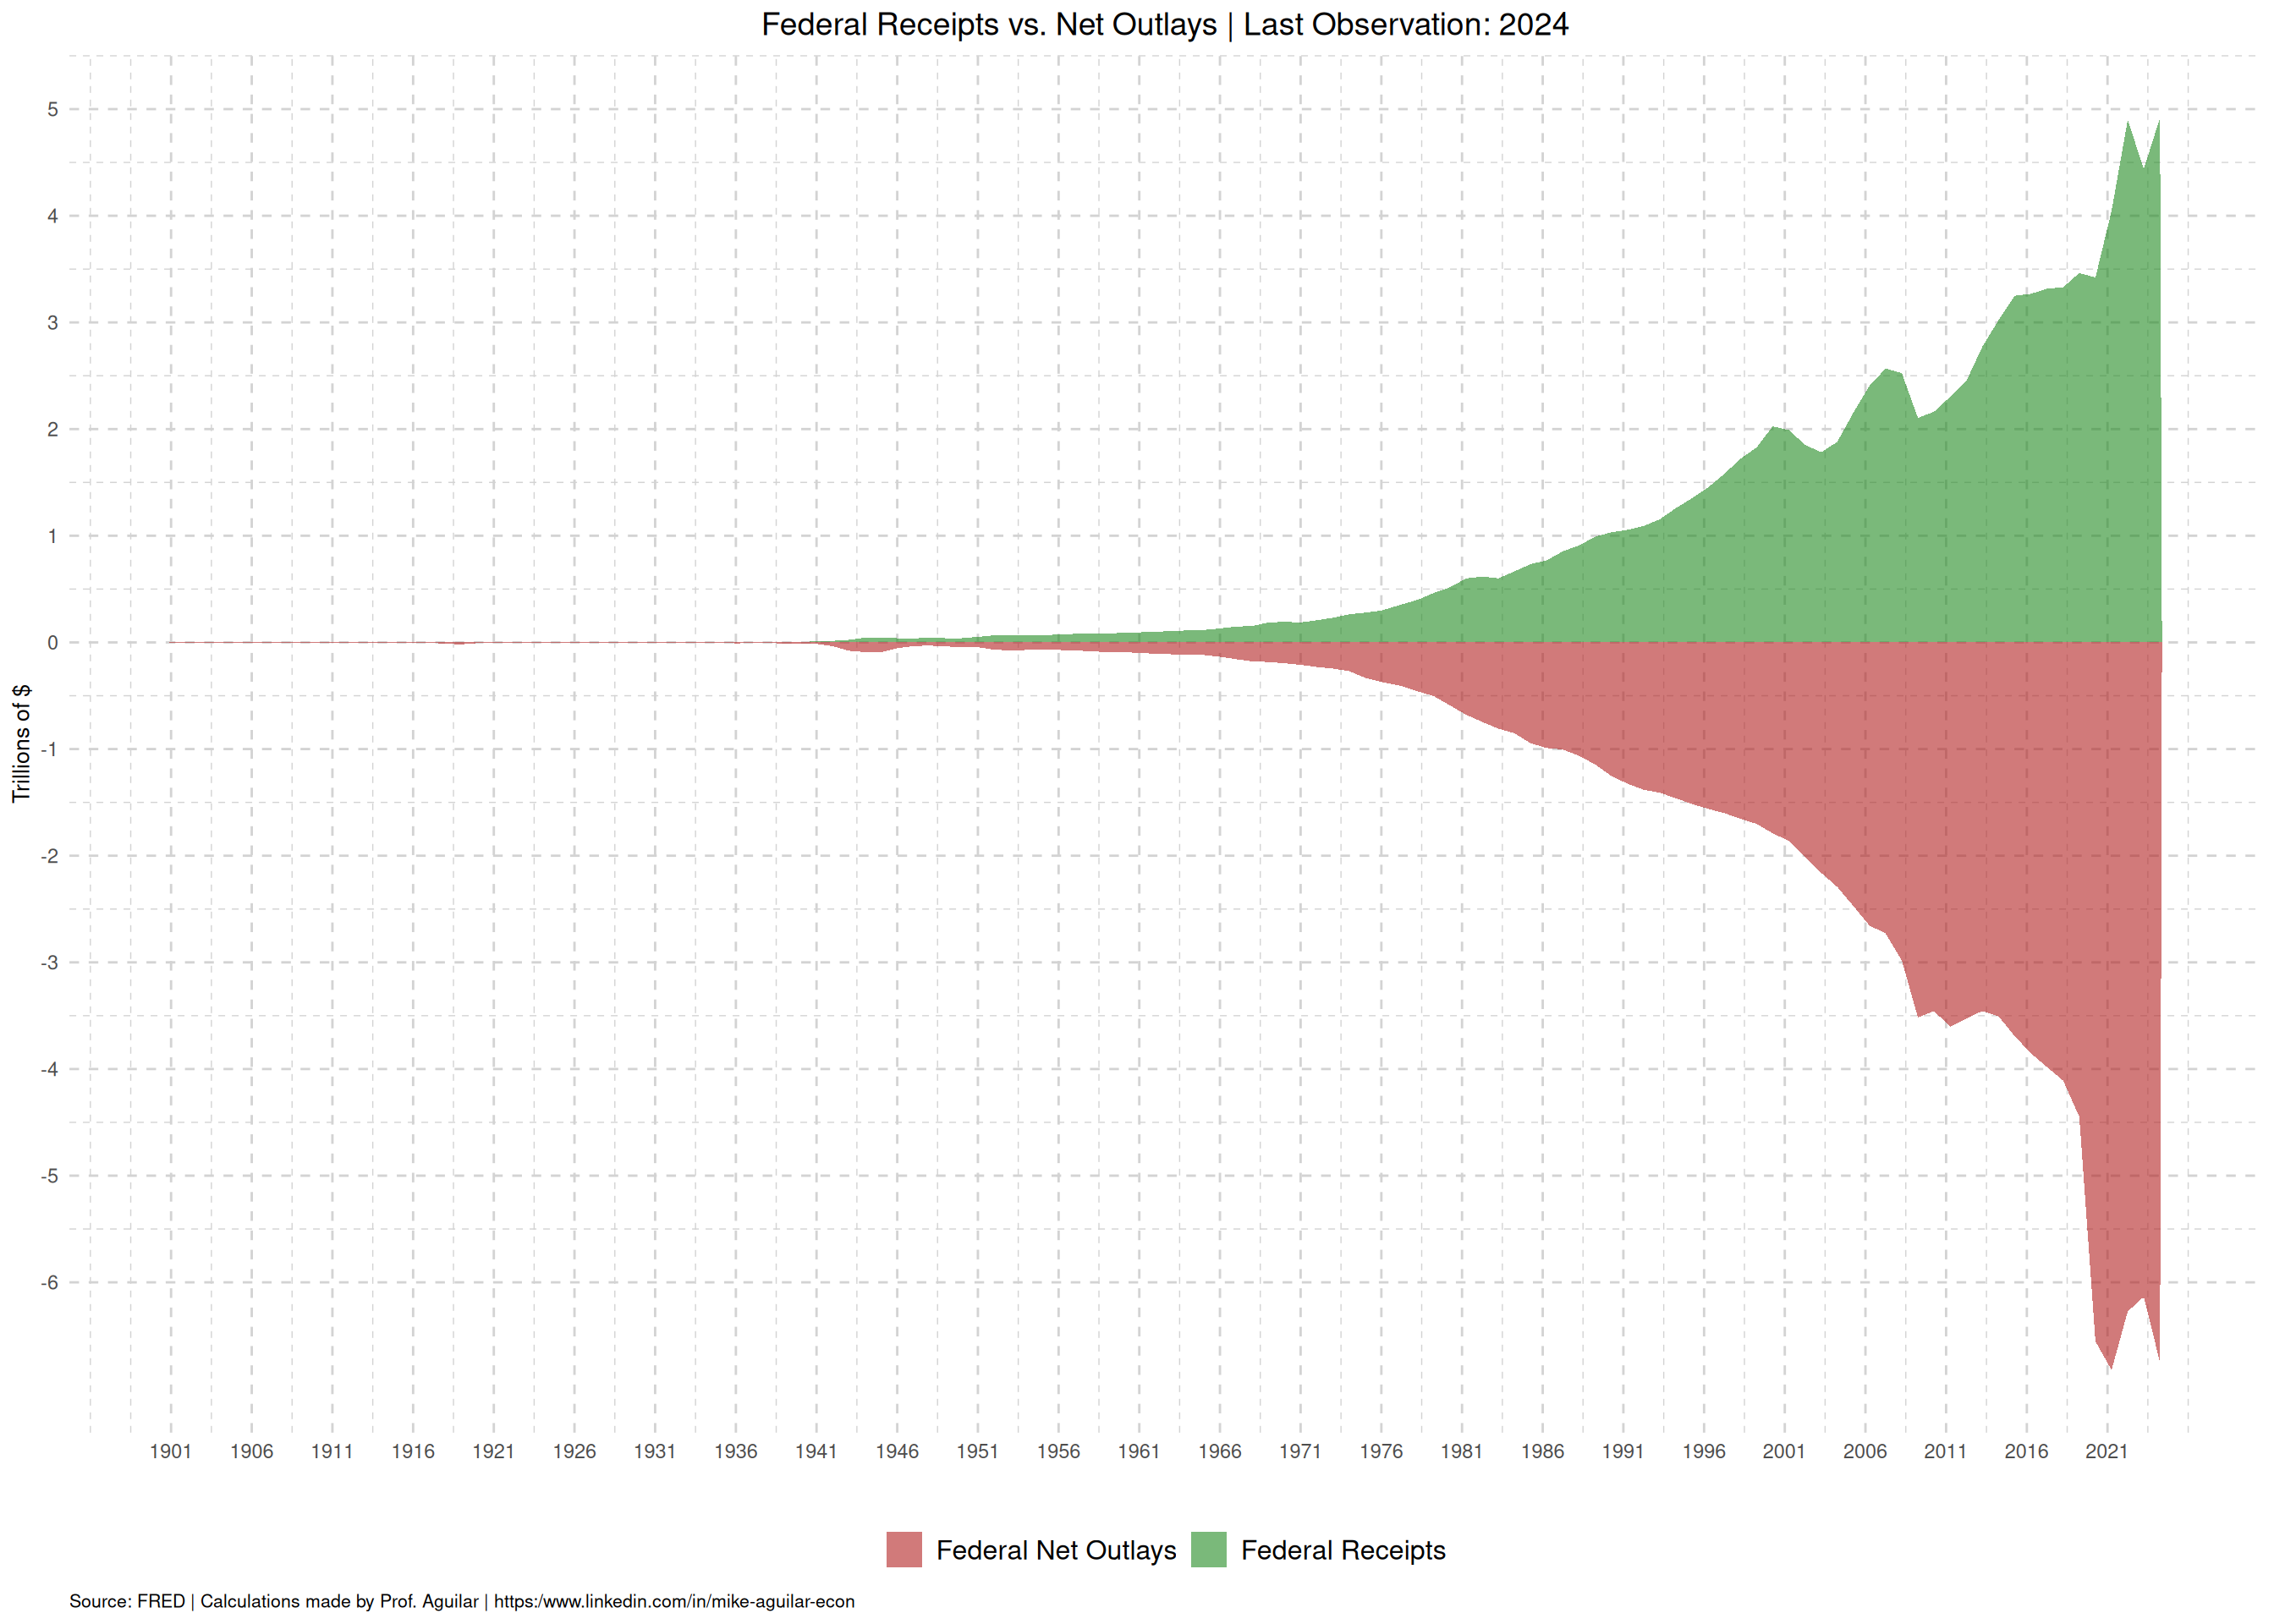 Federal Receipts vs. Net Outlays | Last Observation: 2024
Trillions of $
5
4
3
2
1
0
-1
-2
-3
-4
-5
-6
1901 1906 1911 1916 1921 1926 1931 1936 1941 1946 1951 1956 1961 1966 1971 1976 1981 1986 1991 1996 2001 2006 2011 2016 2021
Federal Net Outlays Federal Receipts
Source: FRED | Calculations made by Prof. Aguilar | https:/www.linkedin.com/in/mike-aguilar-econ